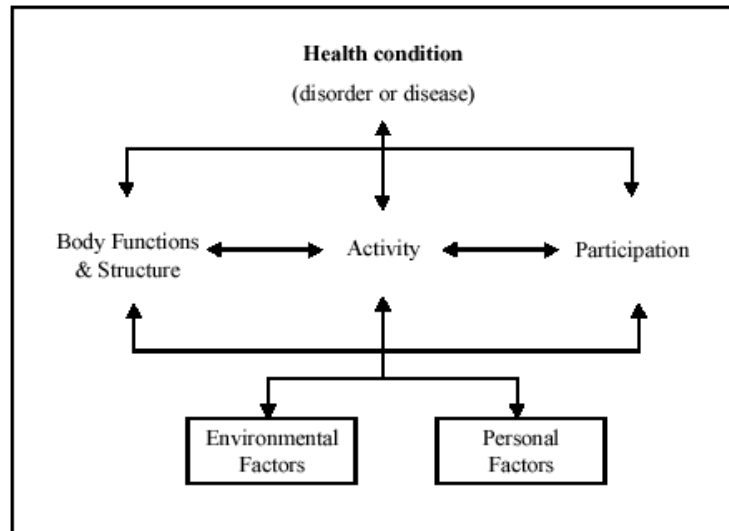 Health condition
(disorder or disease)
Body Functions
& Structure
Activity
Participation
Environmental
Factors
Personal
Factors